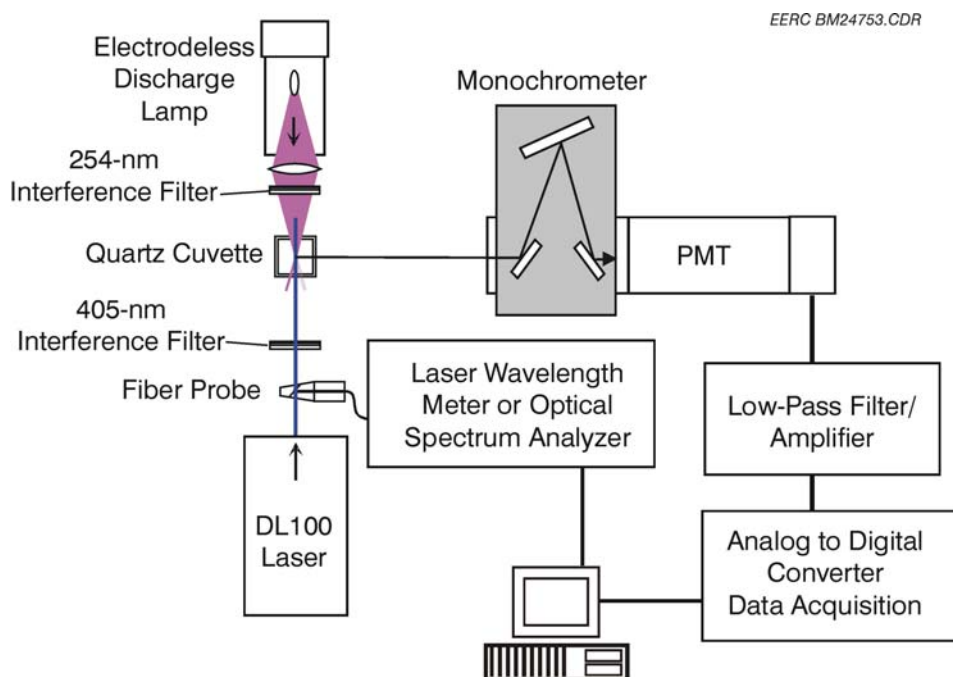 EERC BM24753.CDR
Electrodeless
Discharge
Lamp
254-nm
Interference Filter
Quartz Cuvette
405-nm
Interference Filter
Fiber Probe
DL100
Laser
Monochrometer
PMT
Laser Wavelength
Meter or Optical
Spectrum Analyzer
Low-Pass Filter/
Amplifier
Analog to Digital
Converter
Data Acquisition